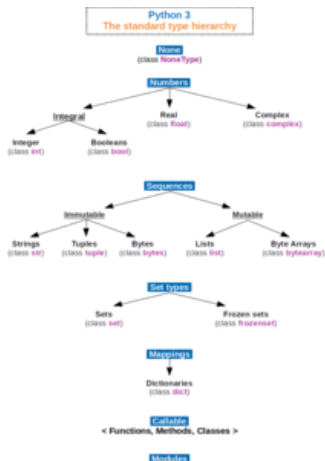 Python 3
The standard type hierarchy
None
(class NoneType)
Numbers
Integral
Real
(class float)
Complex
(class complex)
Integer
(class int)
Booleans
(class bool)
Sequences
Immutable
Mutable
Strings
(class str)
Tuples
(class tuple)
Bytes
(class bytes)
Lists
(class list)
Byte Arrays
(class bytearray)
Set types
Sets
(class set)
Frozen sets
(class frozenset)
Mappings
Dictionaries
(class dict)
Callable
< Functions, Methods, Classes >
Modules